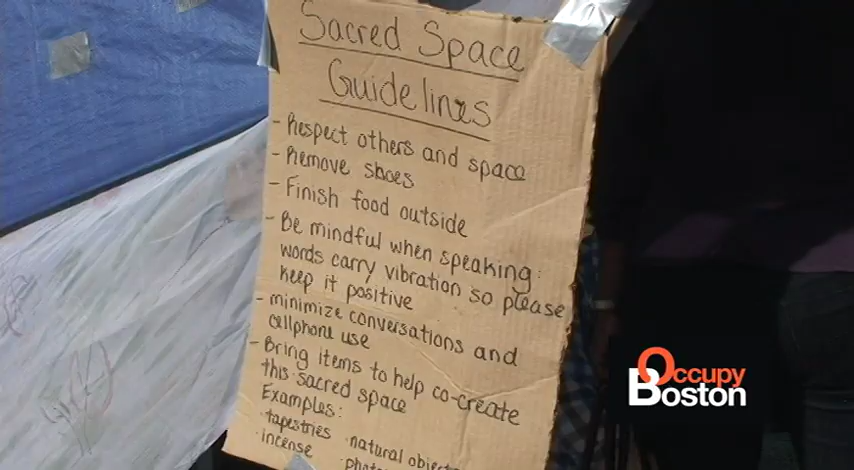 Sacred Space
Guidelines
- Respect others and space
- Remove shoes
- Finish food outside
- Be mindful when speaking:
words carry vibration so please
keep it positive
- minimize conversations and
cellphone use
- Bring items to help co-create
this sacred space
Examples:
· tapestries · natural objects
· incense
Occupy
Boston